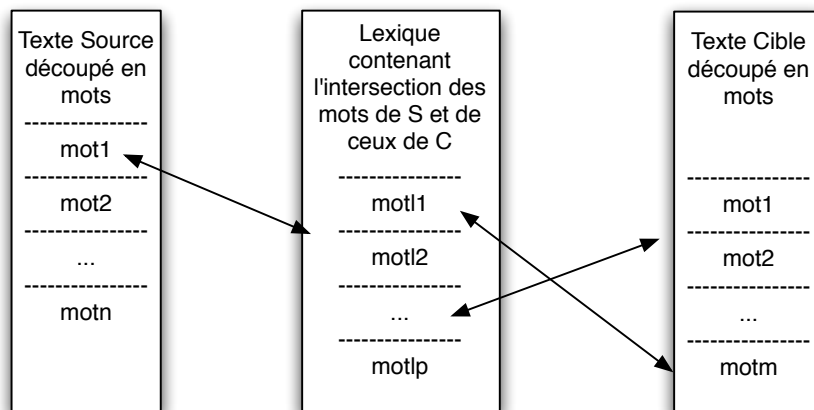 Texte Source
découpé en
mots
------------------
mot1
------------------
mot2
------------------
...
------------------
motn
Lexique
contenant
l'intersection des
mots de S et de
ceux de C
------------------
motl1
------------------
motl2
------------------
...
------------------
motlp
Texte Cible
découpé en
mots
------------------
mot1
------------------
mot2
------------------
...
------------------
motm